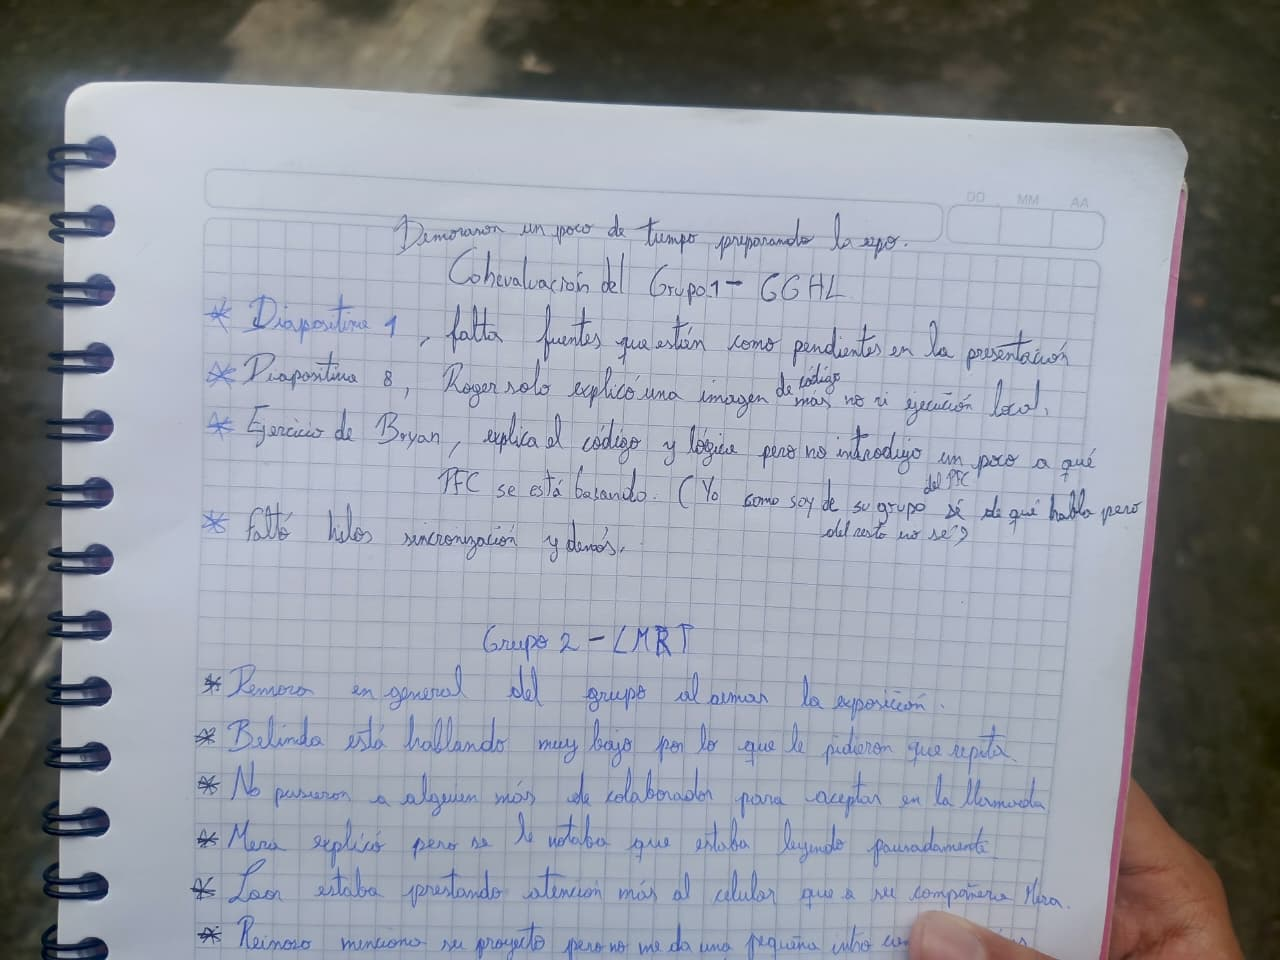 DD MM AA
Demoraron un poco de tiempo preparando la expo.
Cohevaluación del Grupo 1 - GGHL
* Diapositiva 1, falta fuentes que están como pendientes en la presentación
* Diapositiva 8, Roger solo explicó una imagen de código más no vi ejecución local.
* Ejercicio de Bryan, explica el código y lógica pero no introdujo un poco a qué
PFC se está basando. (Yo como soy de su grupo del PFC sé de qué habla pero
del resto no sé)
* Faltó hilos sincronización y demás.
Grupo 2 - LMRT
* Demora en general del grupo al armar la exposición.
* Belinda está hablando muy bajo por lo que le pidieron que repita.
* No pusieron a alguien más de colaborador para aceptar en la llamada
* Mera explicó pero se le notaba que estaba leyendo pausadamente
* Loor estaba prestando atención más al celular que a su compañera Mera.
* Reinoso menciono su proyecto pero no me da una pequeña intro